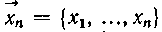 x⃗ₙ = {x₁, …, xₙ}